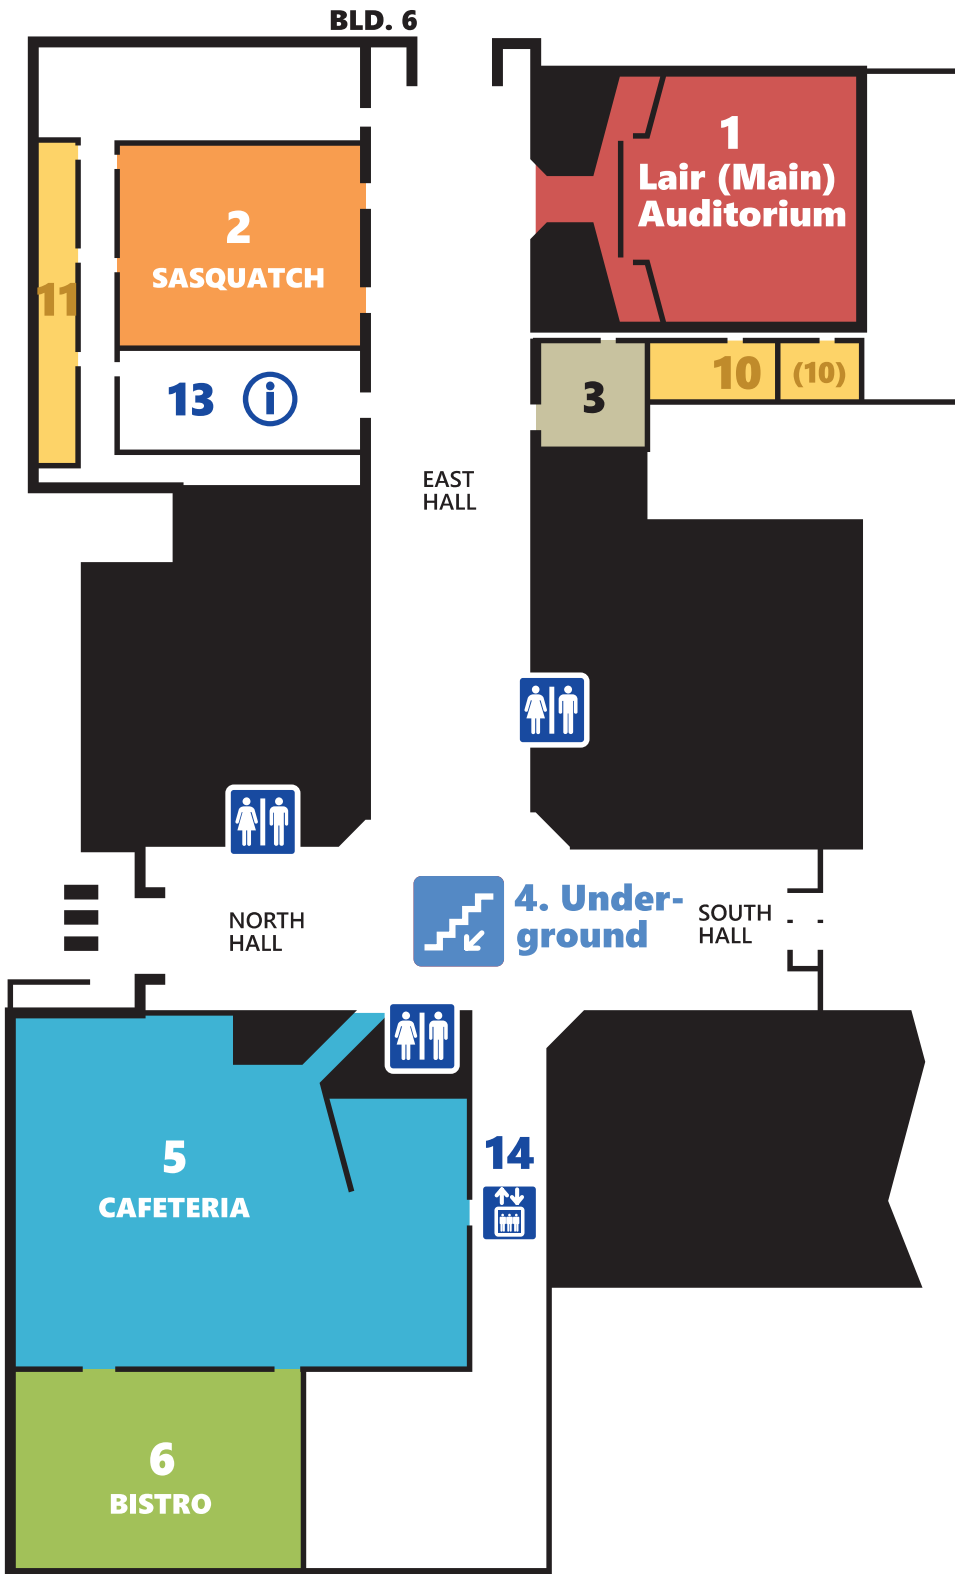 BLD. 6
1
Lair (Main)
Auditorium
2
SASQUATCH
11
13
i
3
10
(10)
EAST
HALL
4. Under-
ground
NORTH
HALL
SOUTH
HALL
5
CAFETERIA
14
6
BISTRO